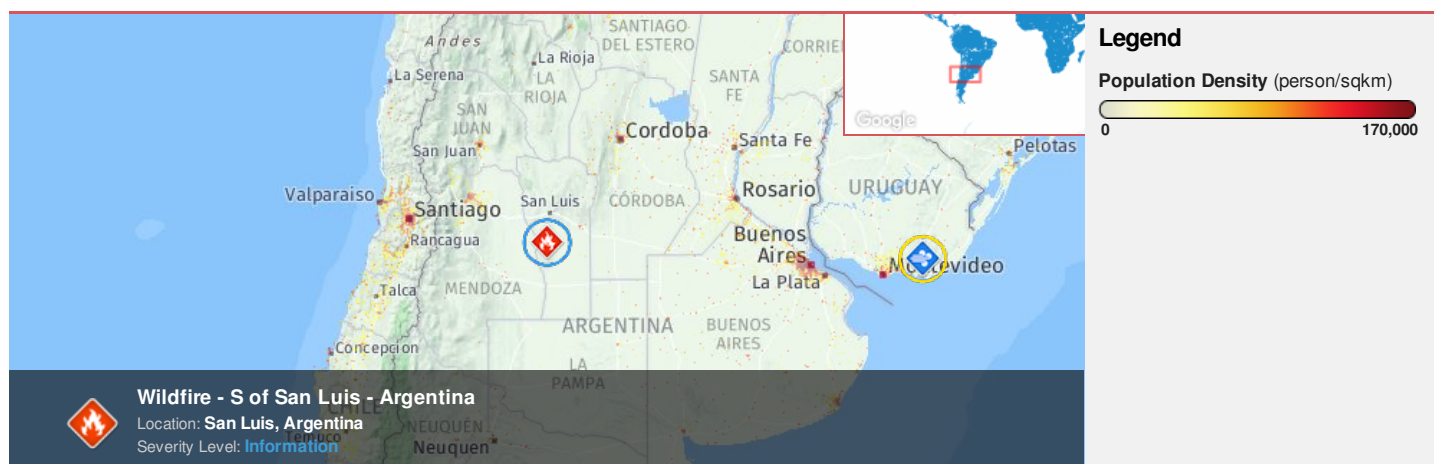 Andes
La Serena
La Rioja
LA
RIOJA
SANTIAGO
DEL ESTERO
CORRIE
SANTA
FE
SAN
JUAN
San Juan
Cordoba
Santa Fe
Google
Pelotas
Valparaiso
Santiago
San Luis
CÓRDOBA
Rosario
URUGUAY
Rancagua
Buenos
Aires
Montevideo
La Plata
Talca
MENDOZA
ARGENTINA
BUENOS
AIRES
Concepcion
LA
PAMPA
CHILE
Temuco
NEUQUÉN
Neuquen
Wildfire - S of San Luis - Argentina
Location: San Luis, Argentina
Severity Level: Information
Legend
Population Density (person/sqkm)
0 170,000